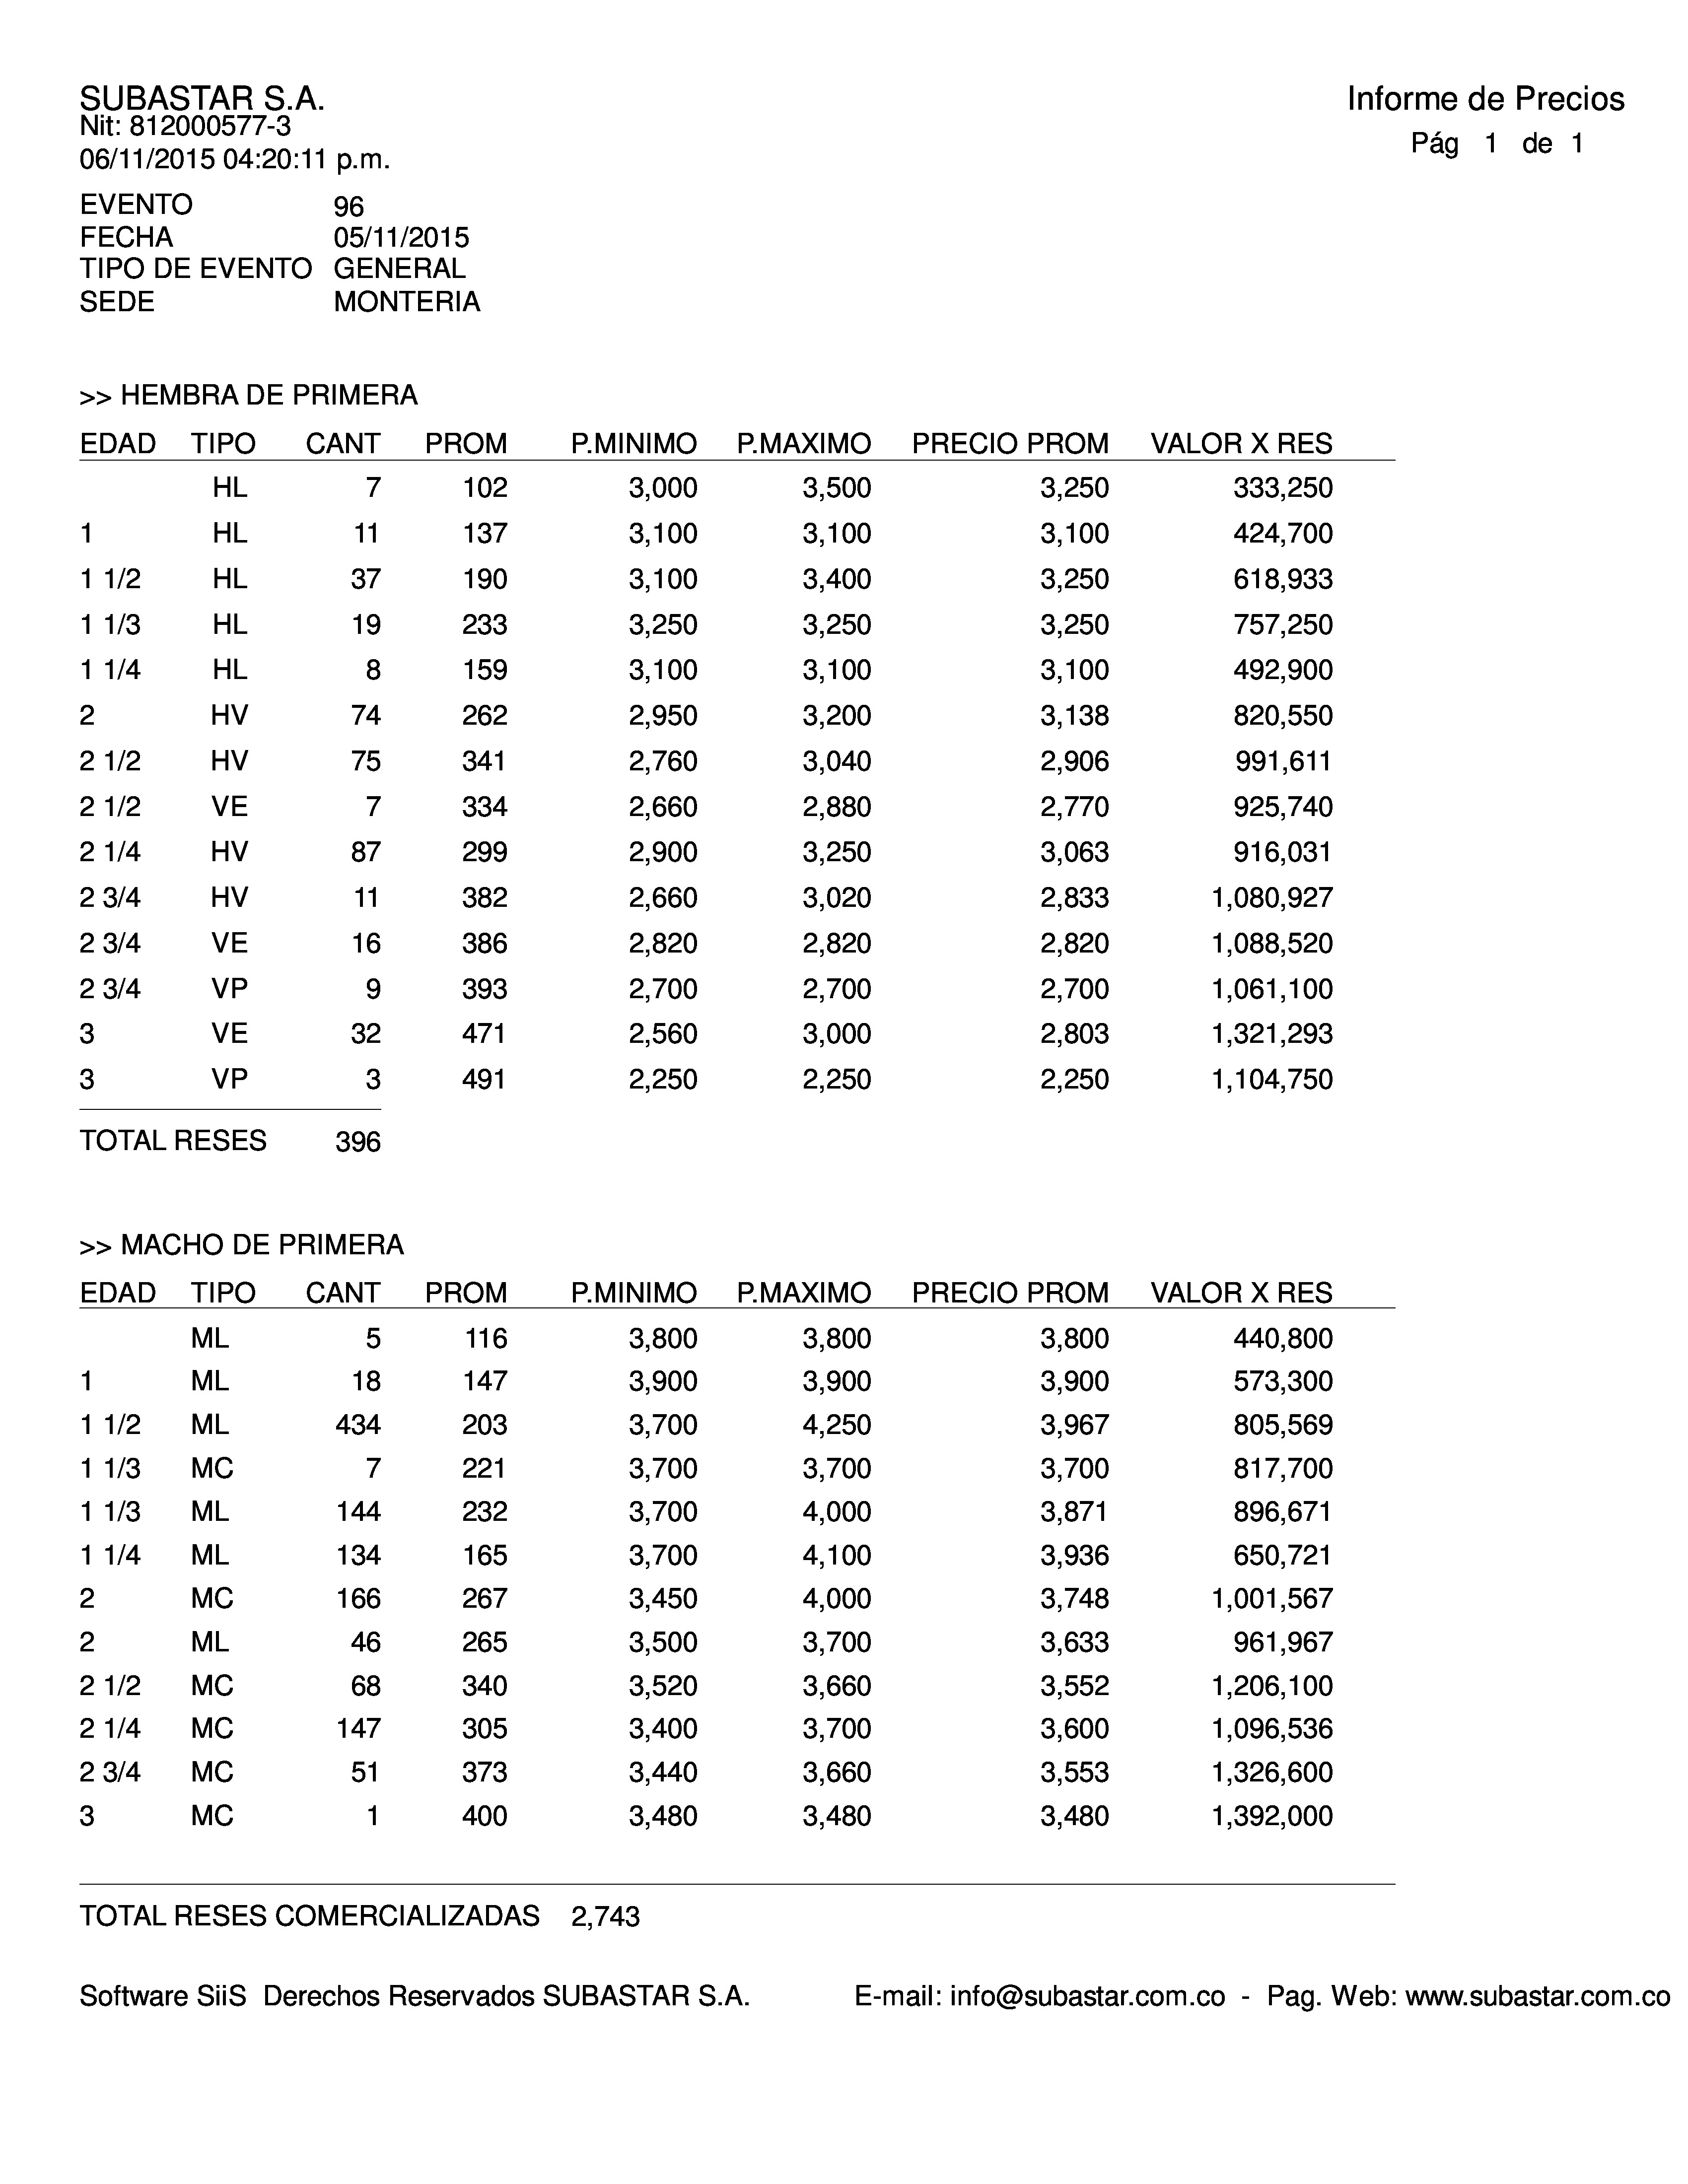 SUBASTAR S.A.
Informe de Precios
Nit: 812000577-3
Pág 1 de 1
06/11/2015 04:20:11 p.m.
EVENTO 96
FECHA 05/11/2015
TIPO DE EVENTO GENERAL
SEDE MONTERIA
>> HEMBRA DE PRIMERA
EDAD TIPO CANT PROM P.MINIMO P.MAXIMO PRECIO PROM VALOR X RES
HL 7 102 3,000 3,500 3,250 333,250
1 HL 11 137 3,100 3,100 3,100 424,700
1 1/2 HL 37 190 3,100 3,400 3,250 618,933
1 1/3 HL 19 233 3,250 3,250 3,250 757,250
1 1/4 HL 8 159 3,100 3,100 3,100 492,900
2 HV 74 262 2,950 3,200 3,138 820,550
2 1/2 HV 75 341 2,760 3,040 2,906 991,611
2 1/2 VE 7 334 2,660 2,880 2,770 925,740
2 1/4 HV 87 299 2,900 3,250 3,063 916,031
2 3/4 HV 11 382 2,660 3,020 2,833 1,080,927
2 3/4 VE 16 386 2,820 2,820 2,820 1,088,520
2 3/4 VP 9 393 2,700 2,700 2,700 1,061,100
3 VE 32 471 2,560 3,000 2,803 1,321,293
3 VP 3 491 2,250 2,250 2,250 1,104,750
TOTAL RESES 396
>> MACHO DE PRIMERA
EDAD TIPO CANT PROM P.MINIMO P.MAXIMO PRECIO PROM VALOR X RES
ML 5 116 3,800 3,800 3,800 440,800
1 ML 18 147 3,900 3,900 3,900 573,300
1 1/2 ML 434 203 3,700 4,250 3,967 805,569
1 1/3 MC 7 221 3,700 3,700 3,700 817,700
1 1/3 ML 144 232 3,700 4,000 3,871 896,671
1 1/4 ML 134 165 3,700 4,100 3,936 650,721
2 MC 166 267 3,450 4,000 3,748 1,001,567
2 ML 46 265 3,500 3,700 3,633 961,967
2 1/2 MC 68 340 3,520 3,660 3,552 1,206,100
2 1/4 MC 147 305 3,400 3,700 3,600 1,096,536
2 3/4 MC 51 373 3,440 3,660 3,553 1,326,600
3 MC 1 400 3,480 3,480 3,480 1,392,000
TOTAL RESES COMERCIALIZADAS 2,743
Software SiiS Derechos Reservados SUBASTAR S.A. E-mail: info@subastar.com.co - Pag. Web: www.subastar.com.co